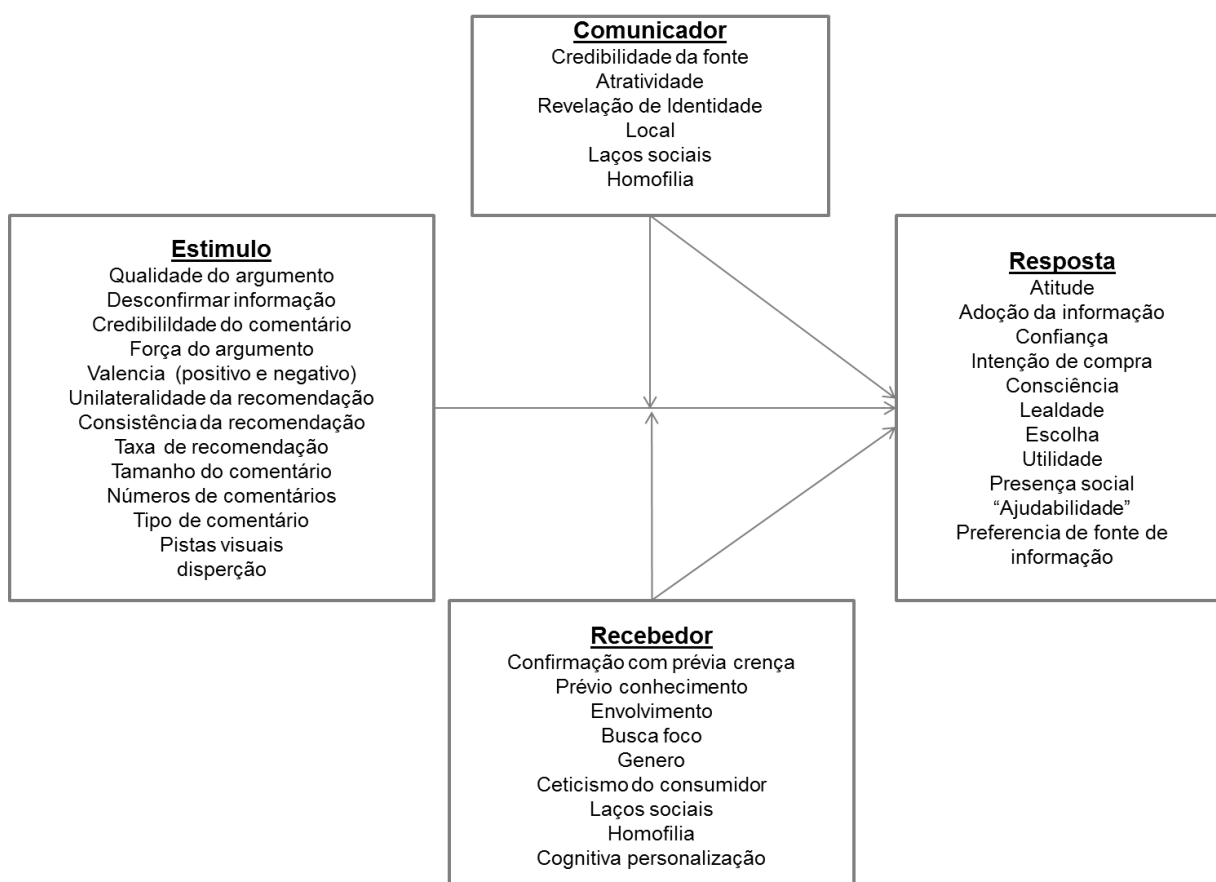 Comunicador
Credibilidade da fonte
Atratividade
Revelação de Identidade
Local
Laços sociais
Homofilia
Estimulo
Qualidade do argumento
Desconfirmar informação
Credibilildade do comentário
Força do argumento
Valencia (positivo e negativo)
Unilateralidade da recomendação
Consistência da recomendação
Taxa de recomendação
Tamanho do comentário
Números de comentários
Tipo de comentário
Pistas visuais
disperção
Resposta
Atitude
Adoção da informação
Confiança
Intenção de compra
Consciência
Lealdade
Escolha
Utilidade
Presença social
“Ajudabilidade”
Preferencia de fonte de
informação
Recebedor
Confirmação com prévia crença
Prévio conhecimento
Envolvimento
Busca foco
Genero
Ceticismo do consumidor
Laços sociais
Homofilia
Cognitiva personalização